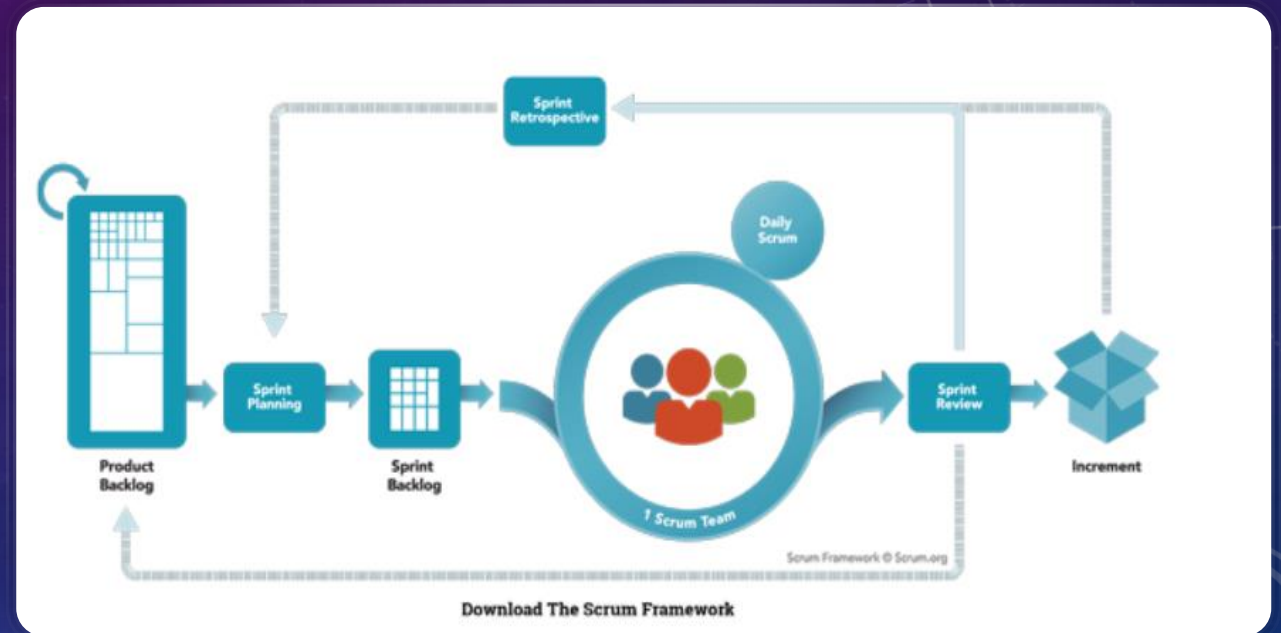 Sprint
Retrospective
Daily
Scrum
Sprint
Planning
Sprint
Review
Product
Backlog
Sprint
Backlog
Increment
1 Scrum Team
Scrum Framework © Scrum.org
Download The Scrum Framework